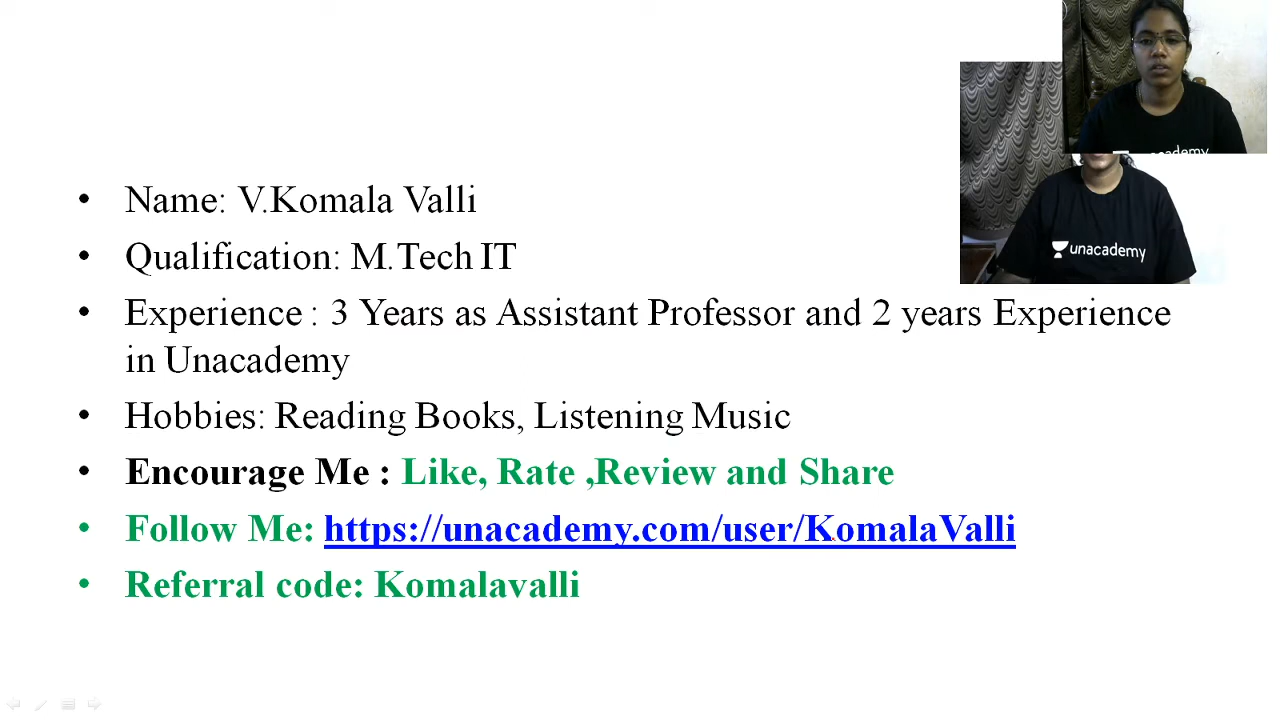 unacademy
unacademy
• Name: V.Komala Valli
• Qualification: M.Tech IT
• Experience : 3 Years as Assistant Professor and 2 years Experience
in Unacademy
• Hobbies: Reading Books, Listening Music
• Encourage Me : Like, Rate ,Review and Share
• Follow Me: https://unacademy.com/user/KomalaValli
• Referral code: Komalavalli